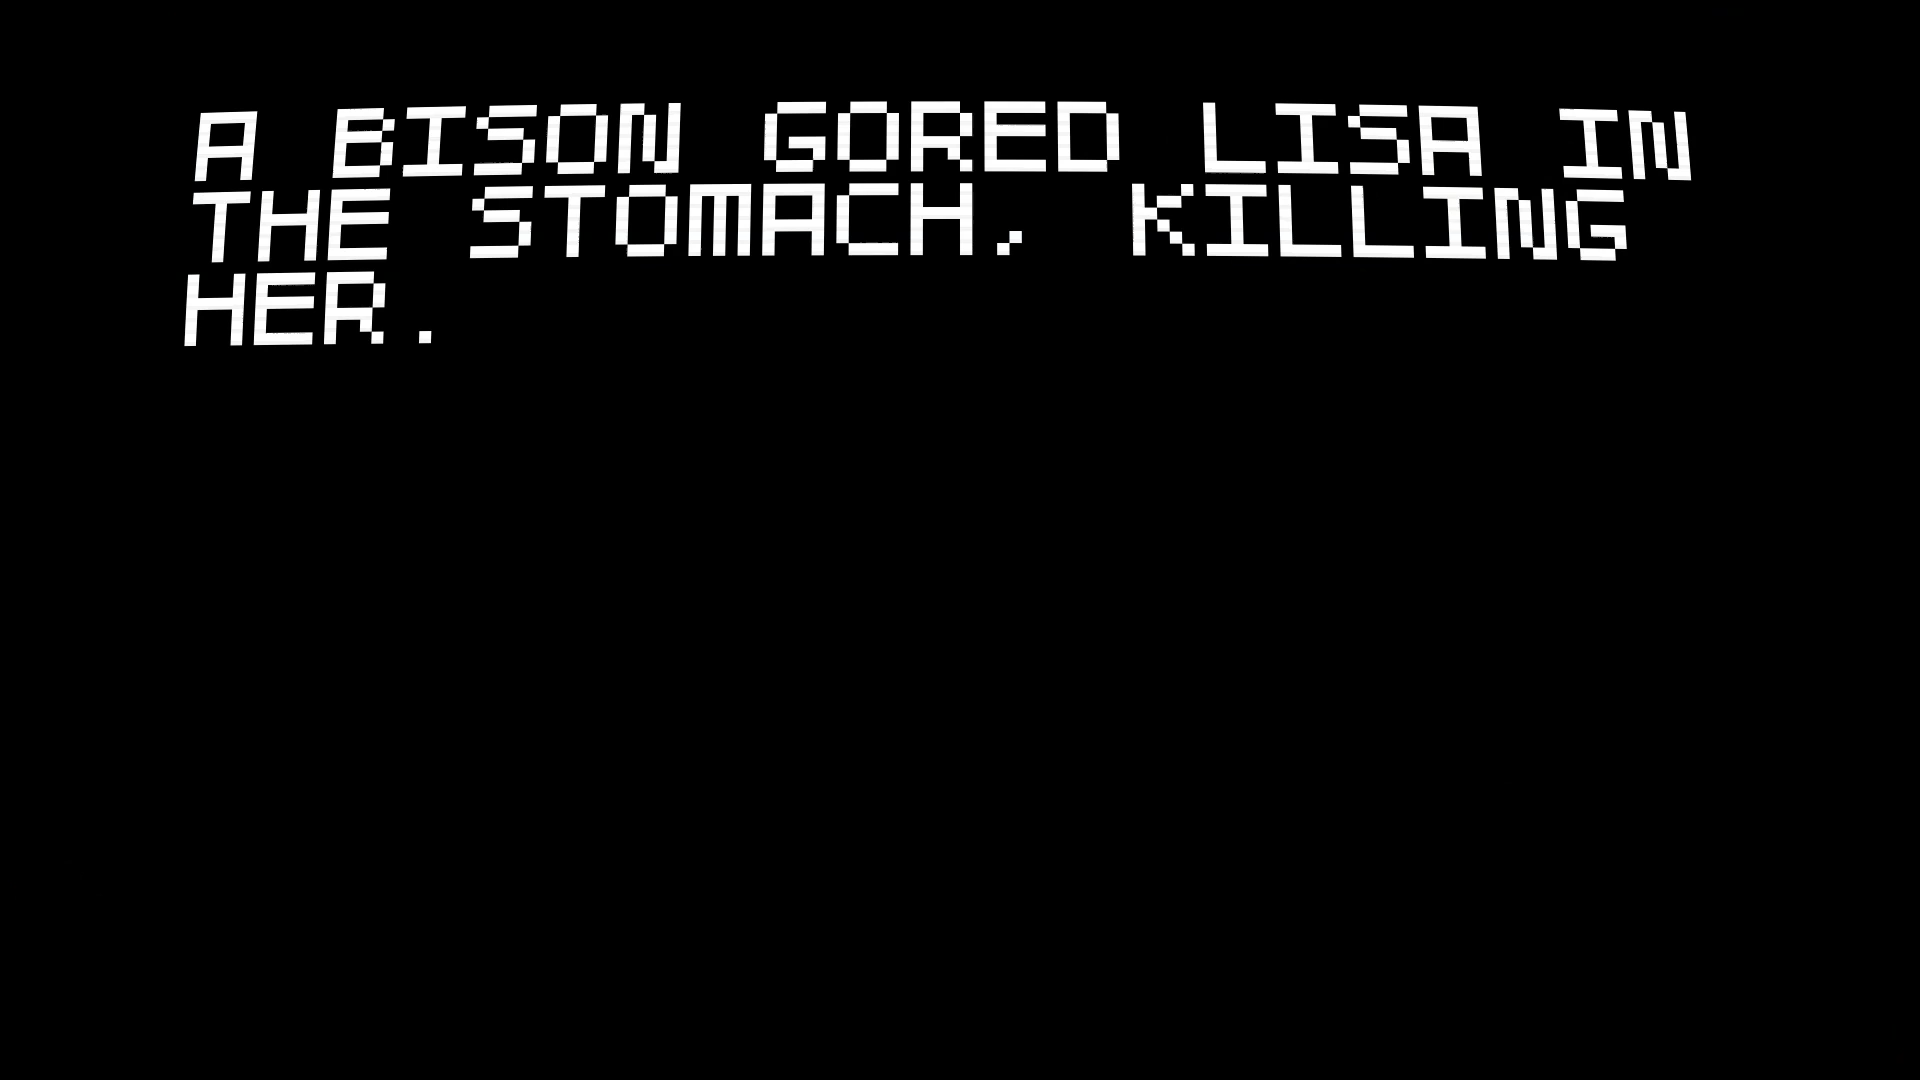 A BISON GORED LISA IN
THE STOMACH, KILLING
HER.